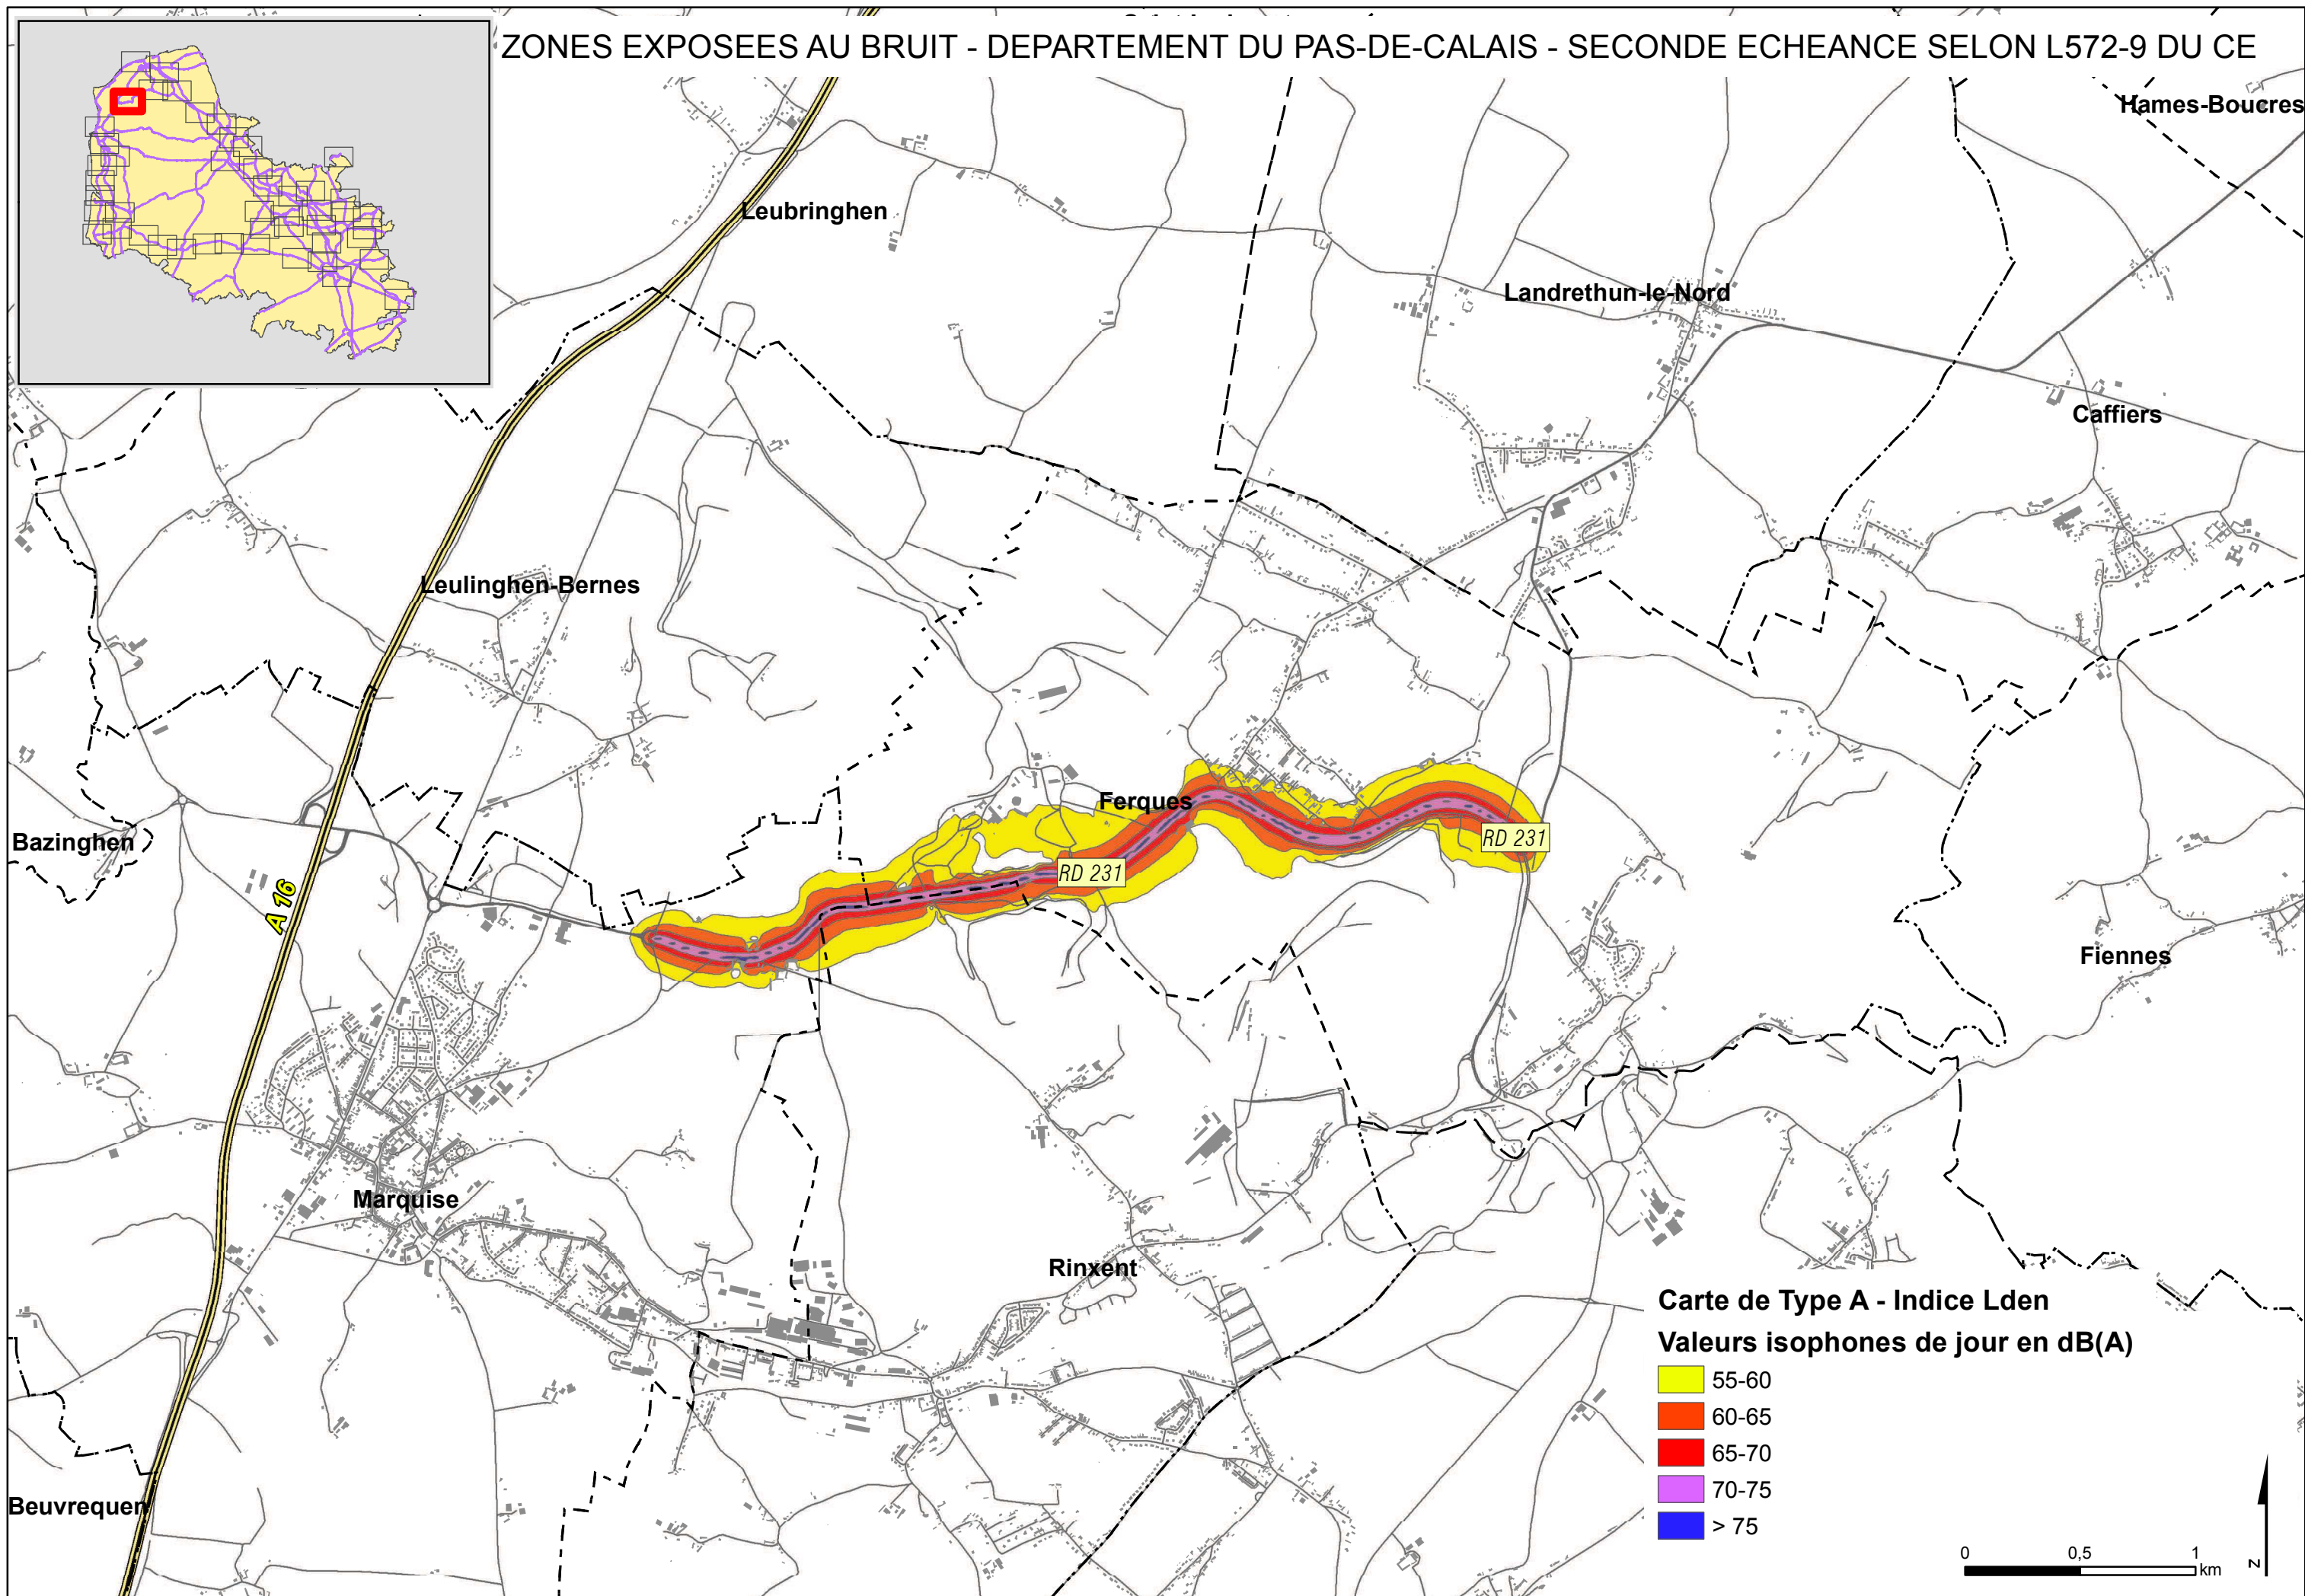 ZONES EXPOSEES AU BRUIT - DEPARTEMENT DU PAS-DE-CALAIS - SECONDE ECHEANCE SELON L572-9 DU CE
Hames-Boucres
Leubringhen
Landrethun-le-Nord
Caffiers
Leulinghen-Bernes
Ferques
Bazinghen
RD 231
RD 231
A 16
Fiennes
Marquise
Rinxent
Beuvrequen
Carte de Type A - Indice Lden
Valeurs isophones de jour en dB(A)
55-60
60-65
65-70
70-75
> 75
0 0,5 1
km
N